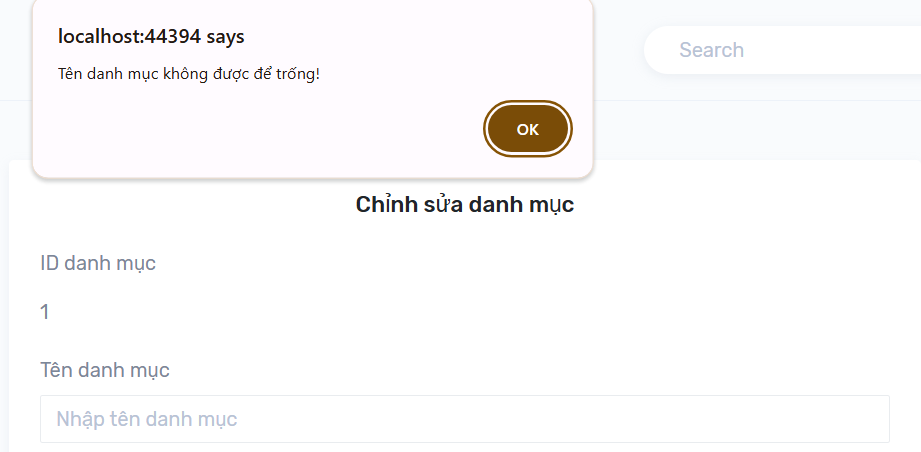 localhost:44394 says
Tên danh mục không được để trống!
OK
Search
Chỉnh sửa danh mục
ID danh mục
1
Tên danh mục
Nhập tên danh mục